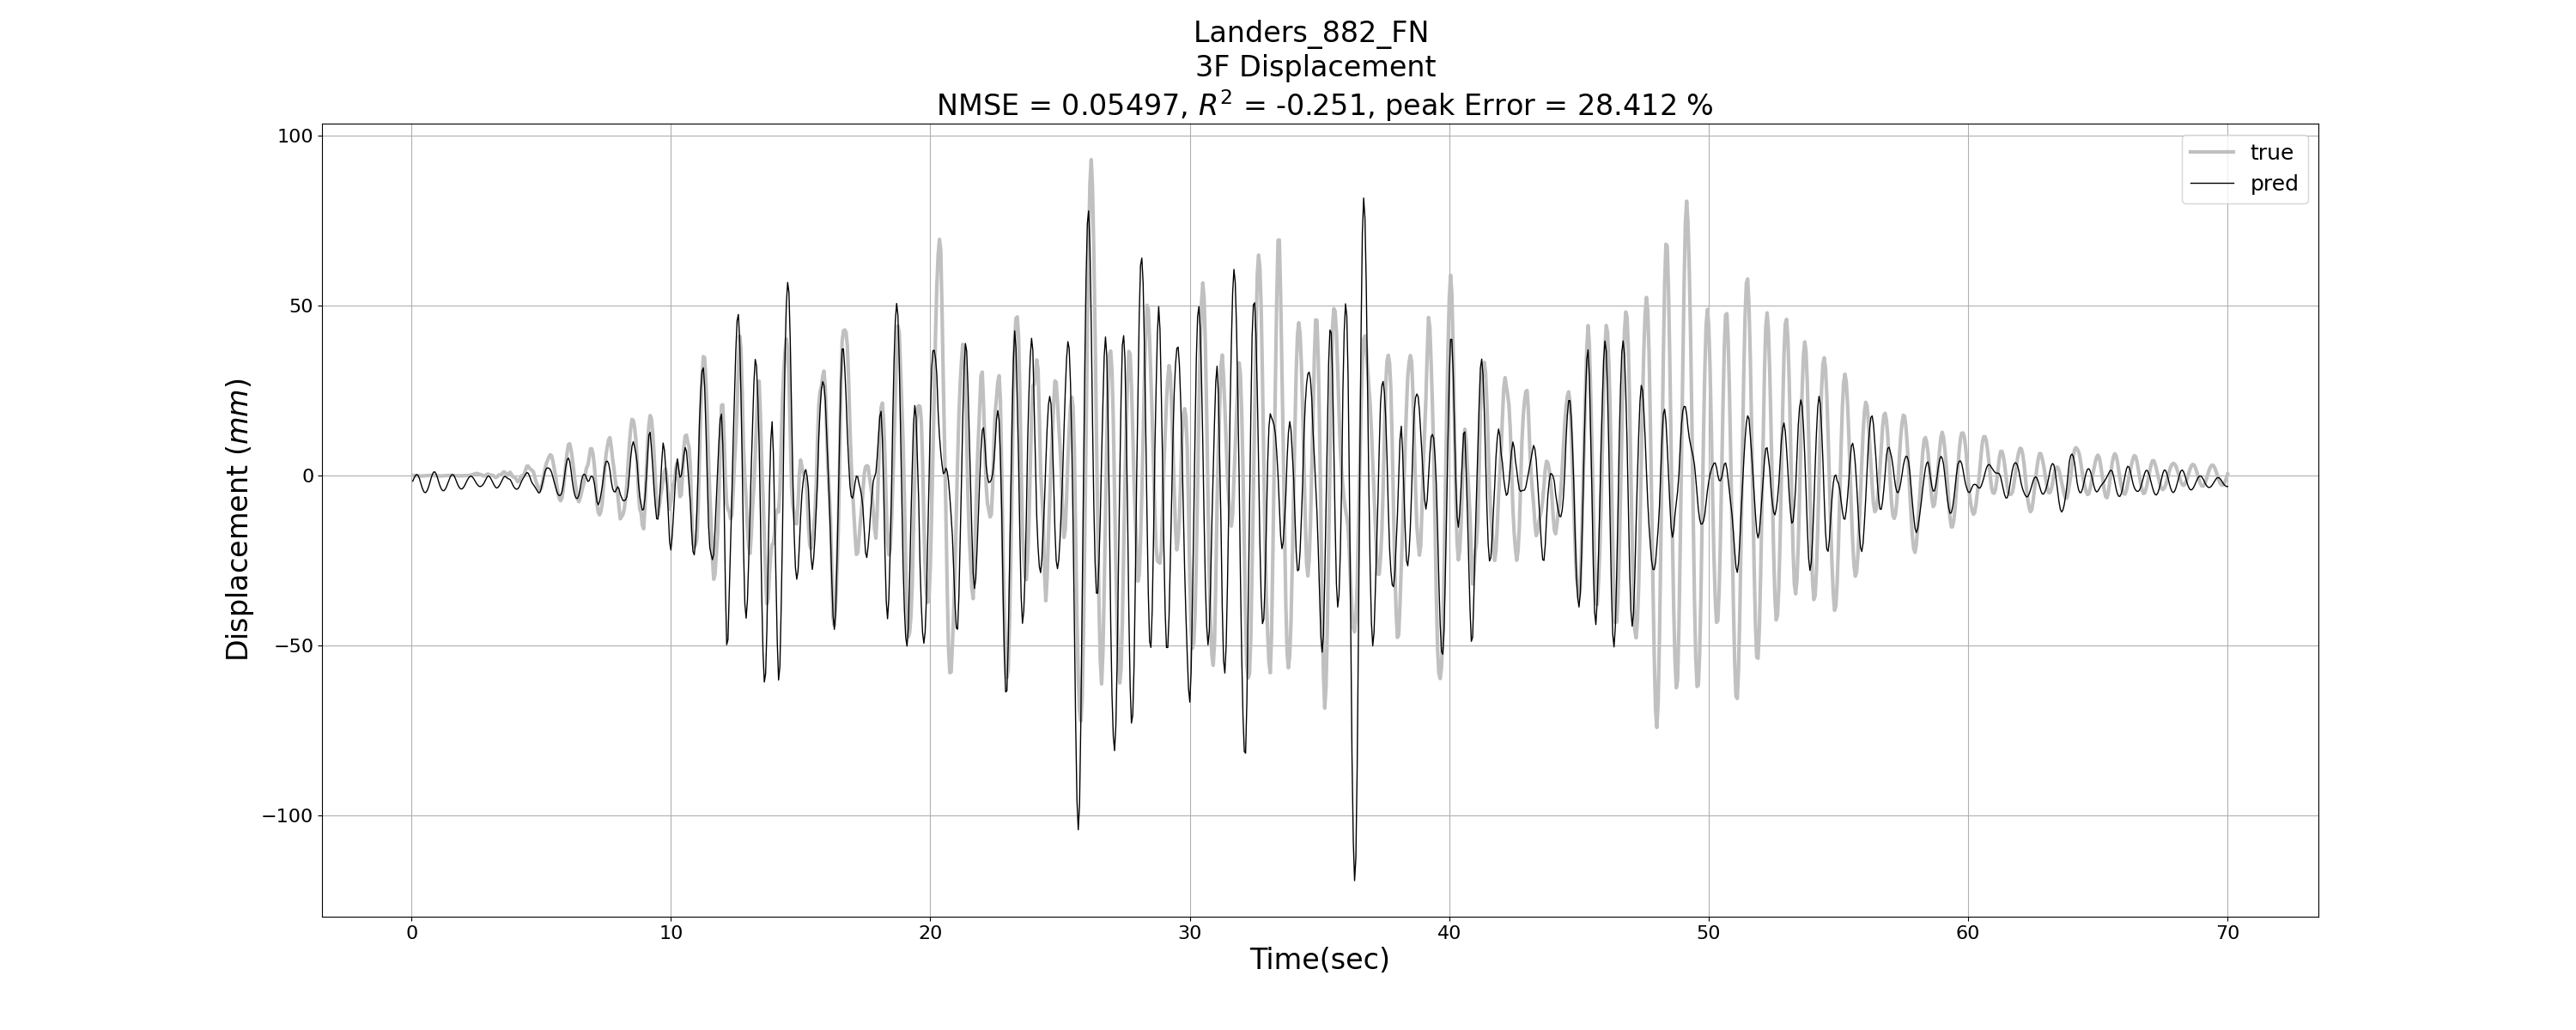 Landers_882_FN
3F Displacement
NMSE = 0.05497, R² = -0.251, peak Error = 28.412 %
true
pred
100
50
0
−50
−100
Displacement (mm)
0 10 20 30 40 50 60 70
Time(sec)